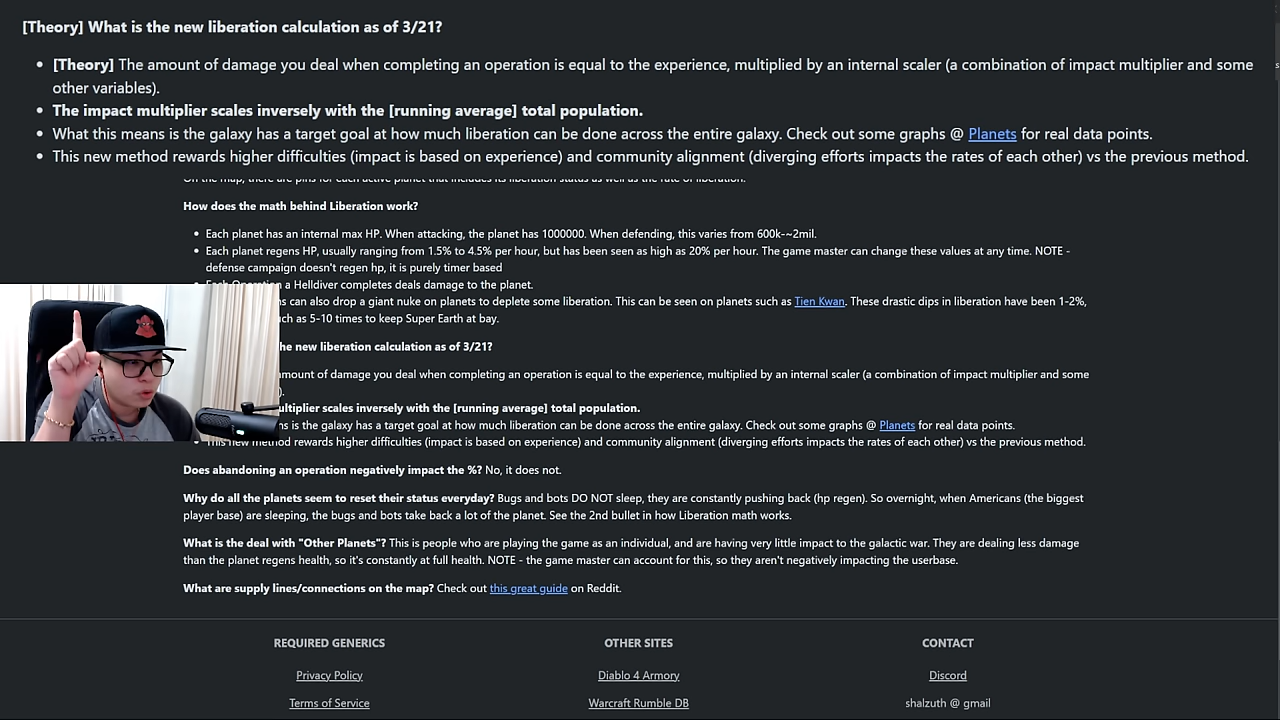 [Theory] What is the new liberation calculation as of 3/21?
• [Theory] The amount of damage you deal when completing an operation is equal to the experience, multiplied by an internal scaler (a combination of impact multiplier and some
other variables).
• The impact multiplier scales inversely with the [running average] total population.
• What this means is the galaxy has a target goal at how much liberation can be done across the entire galaxy. Check out some graphs @ Planets for real data points.
• This new method rewards higher difficulties (impact is based on experience) and community alignment (diverging efforts impacts the rates of each other) vs the previous method.
On the map, there are pins for each active planet that includes its liberation status as well as the rate of liberation.
How does the math behind Liberation work?
• Each planet has an internal max HP. When attacking, the planet has 1000000. When defending, this varies from 600k-~2mil.
• Each planet regens HP, usually ranging from 1.5% to 4.5% per hour, but has been seen as high as 20% per hour. The game master can change these values at any time. NOTE -
defense campaign doesn't regen hp, it is purely timer based
• Each Operation a Helldiver completes deals damage to the planet.
can also drop a giant nuke on planets to deplete some liberation. This can be seen on planets such as Tien Kwan. These drastic dips in liberation have been 1-2%,
as 5-10 times to keep Super Earth at bay.
the new liberation calculation as of 3/21?
amount of damage you deal when completing an operation is equal to the experience, multiplied by an internal scaler (a combination of impact multiplier and some
).
scales inversely with the [running average] total population.
is the galaxy has a target goal at how much liberation can be done across the entire galaxy. Check out some graphs @ Planets for real data points.
• This new method rewards higher difficulties (impact is based on experience) and community alignment (diverging efforts impacts the rates of each other) vs the previous method.
Does abandoning an operation negatively impact the %? No, it does not.
Why do all the planets seem to reset their status everyday? Bugs and bots DO NOT sleep, they are constantly pushing back (hp regen). So overnight, when Americans (the biggest
player base) are sleeping, the bugs and bots take back a lot of the planet. See the 2nd bullet in how Liberation math works.
What is the deal with "Other Planets"? This is people who are playing the game as an individual, and are having very little impact to the galactic war. They are dealing less damage
than the planet regens health, so it's constantly at full health. NOTE - the game master can account for this, so they aren't negatively impacting the userbase.
What are supply lines/connections on the map? Check out this great guide on Reddit.
REQUIRED GENERICS
OTHER SITES
CONTACT
Privacy Policy
Diablo 4 Armory
Discord
Terms of Service
Warcraft Rumble DB
shalzuth @ gmail